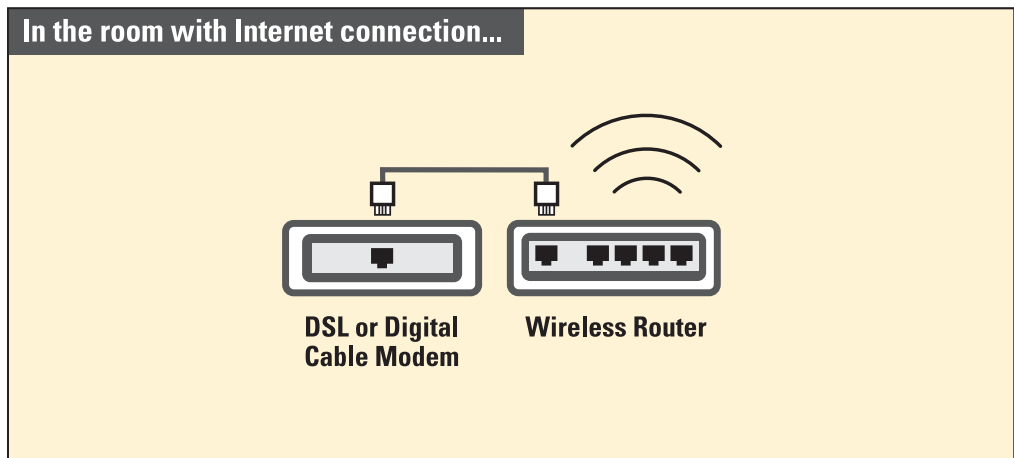 In the room with Internet connection...
DSL or Digital
Cable Modem
Wireless Router